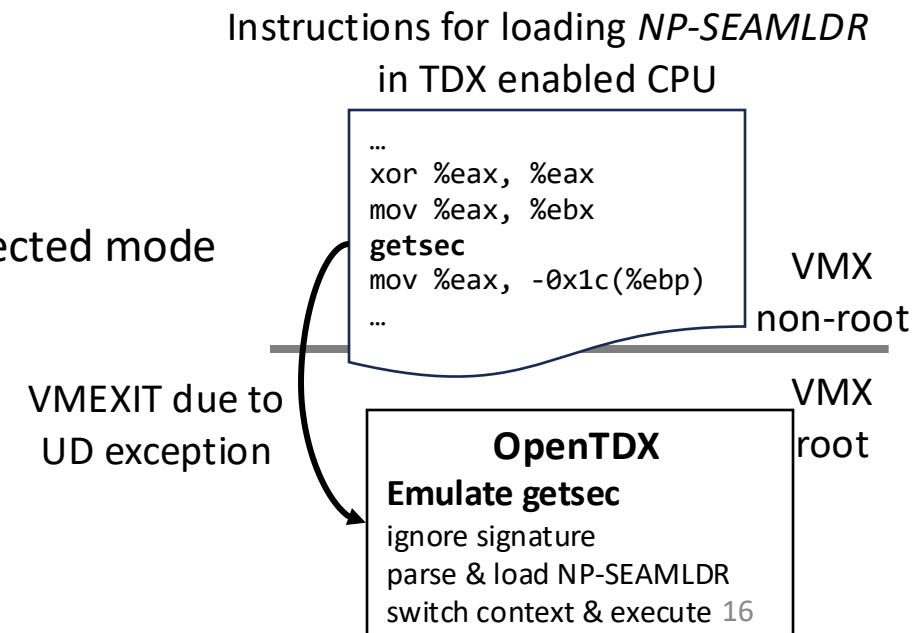 Instructions for loading NP-SEAMLDR
in TDX enabled CPU
…
xor %eax, %eax
mov %eax, %ebx
getsec
mov %eax, -0x1c(%ebp)
…
ected mode
VMX
non-root
VMEXIT due to
UD exception
VMX
root
OpenTDX
Emulate getsec
ignore signature
parse & load NP-SEAMLDR
switch context & execute 16